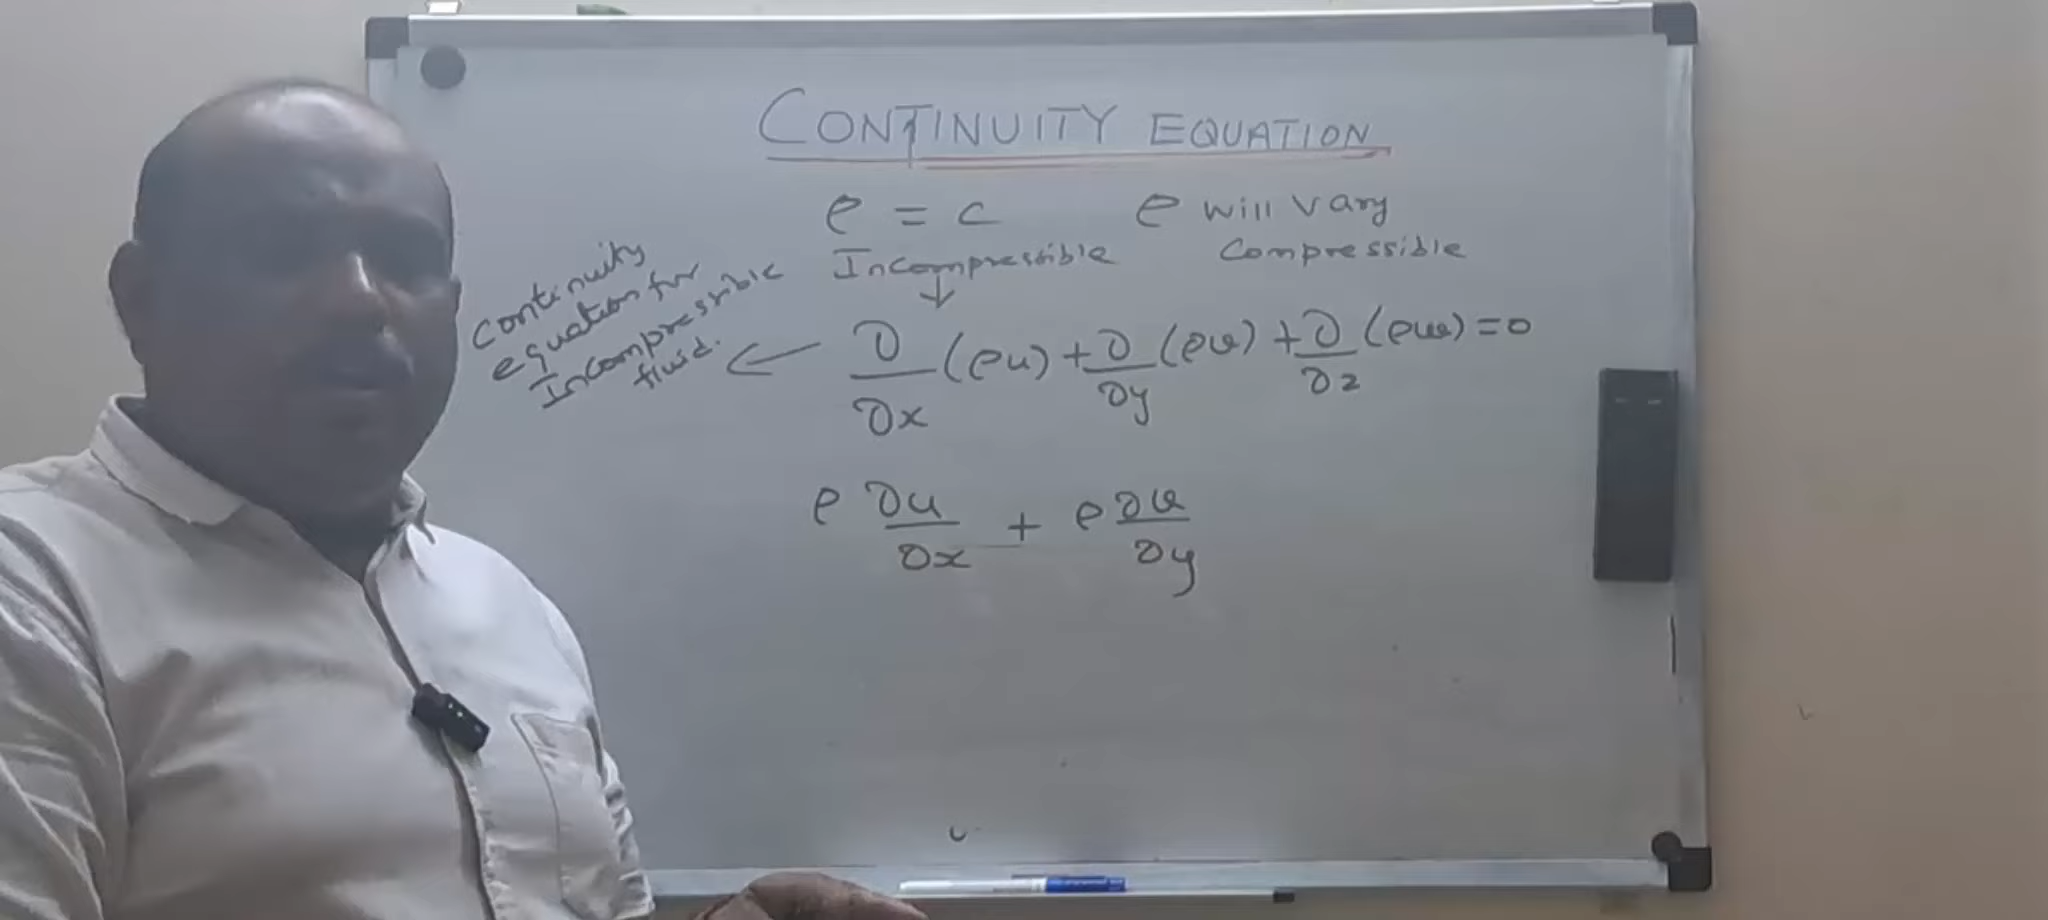 CONTINUITY EQUATION
ρ = c
ρ will vary
Incompressible
Compressible
↓
Continuity
equation for
Incompressible
fluid.
← ∂/∂x (ρu) + ∂/∂y (ρv) + ∂/∂z (ρw) = 0
ρ ∂u/∂x + ρ ∂v/∂y